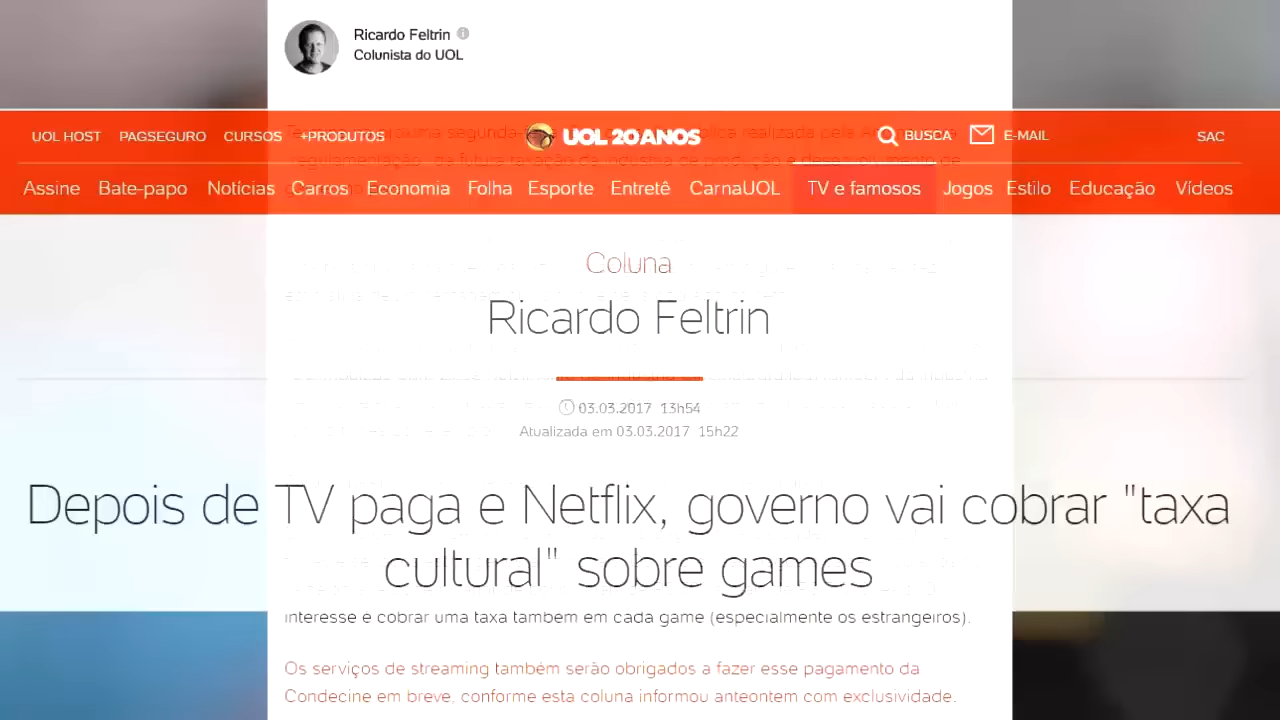 Ricardo Feltrin
Colunista do UOL
UOL HOST PAGSEGURO CURSOS +PRODUTOS UOL 20 ANOS BUSCA E-MAIL SAC
Assine Bate-papo Notícias Carros Economia Folha Esporte Entretê CarnaUOL TV e famosos Jogos Estilo Educação Vídeos
Coluna
Ricardo Feltrin
03.03.2017 13h54
Atualizada em 03.03.2017 15h22
Depois de TV paga e Netflix, governo vai cobrar "taxa
cultural" sobre games
interesse é cobrar uma taxa também em cada game (especialmente os estrangeiros).
Os serviços de streaming também serão obrigados a fazer esse pagamento da
Condecine em breve, conforme esta coluna informou anteontem com exclusividade.